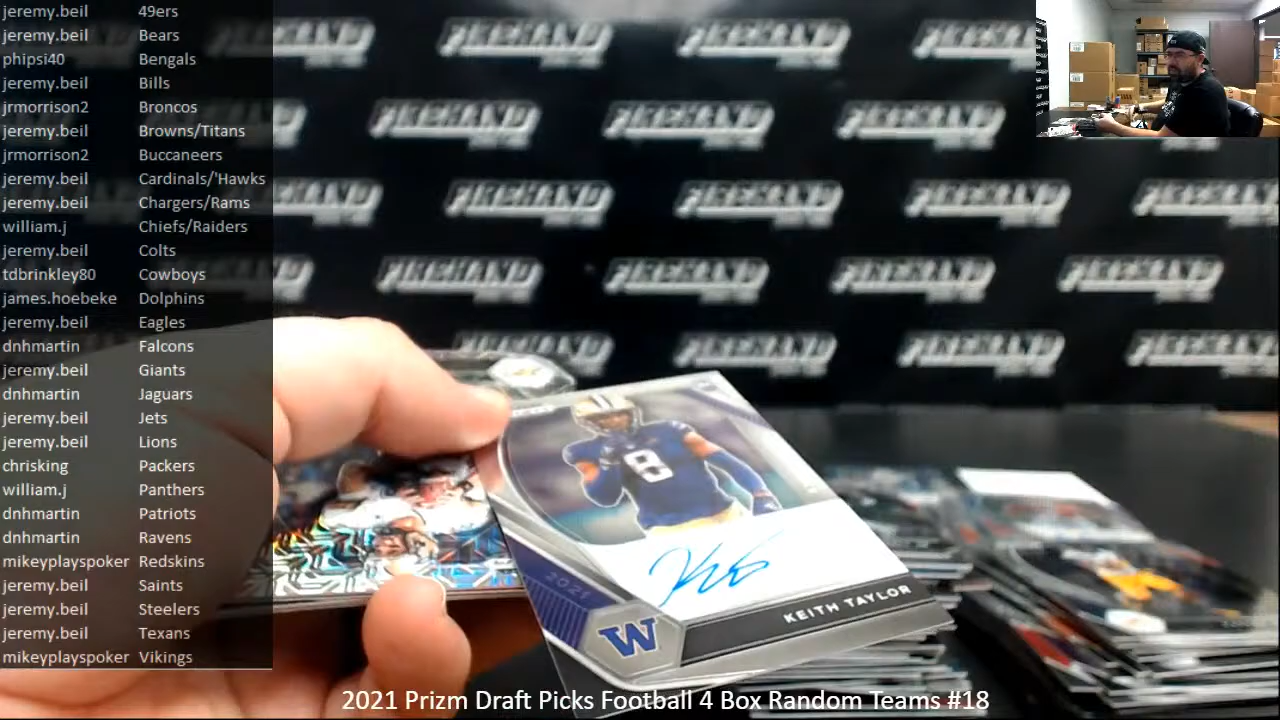 jeremy.beil 49ers
jeremy.beil Bears
phipsi40 Bengals
jeremy.beil Bills
jrmorrison2 Broncos
jeremy.beil Browns/Titans
jrmorrison2 Buccaneers
jeremy.beil Cardinals/'Hawks
jeremy.beil Chargers/Rams
william.j Chiefs/Raiders
jeremy.beil Colts
tdbrinkley80 Cowboys
james.hoebeke Dolphins
jeremy.beil Eagles
dnhmartin Falcons
jeremy.beil Giants
dnhmartin Jaguars
jeremy.beil Jets
jeremy.beil Lions
chrisking Packers
william.j Panthers
dnhmartin Patriots
dnhmartin Ravens
mikeyplayspoker Redskins
jeremy.beil Saints
jeremy.beil Steelers
jeremy.beil Texans
mikeyplayspoker Vikings
FIREHAND
8
2021
W
KEITH TAYLOR
2021 Prizm Draft Picks Football 4 Box Random Teams #18